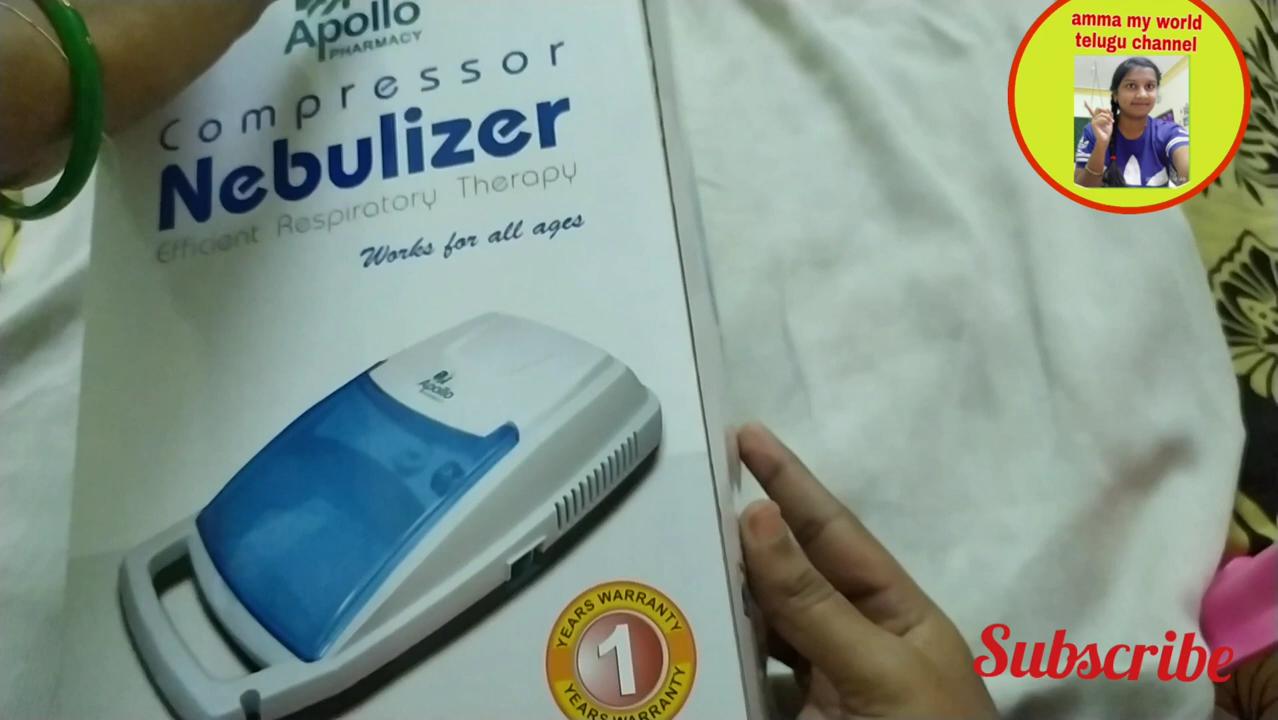 Apollo
PHARMACY
Compressor
Nebulizer
Efficient Respiratory Therapy
Works for all ages
Apollo
PHARMACY
YEARS WARRANTY
1
YEARS WARRANTY
amma my world
telugu channel
Subscribe